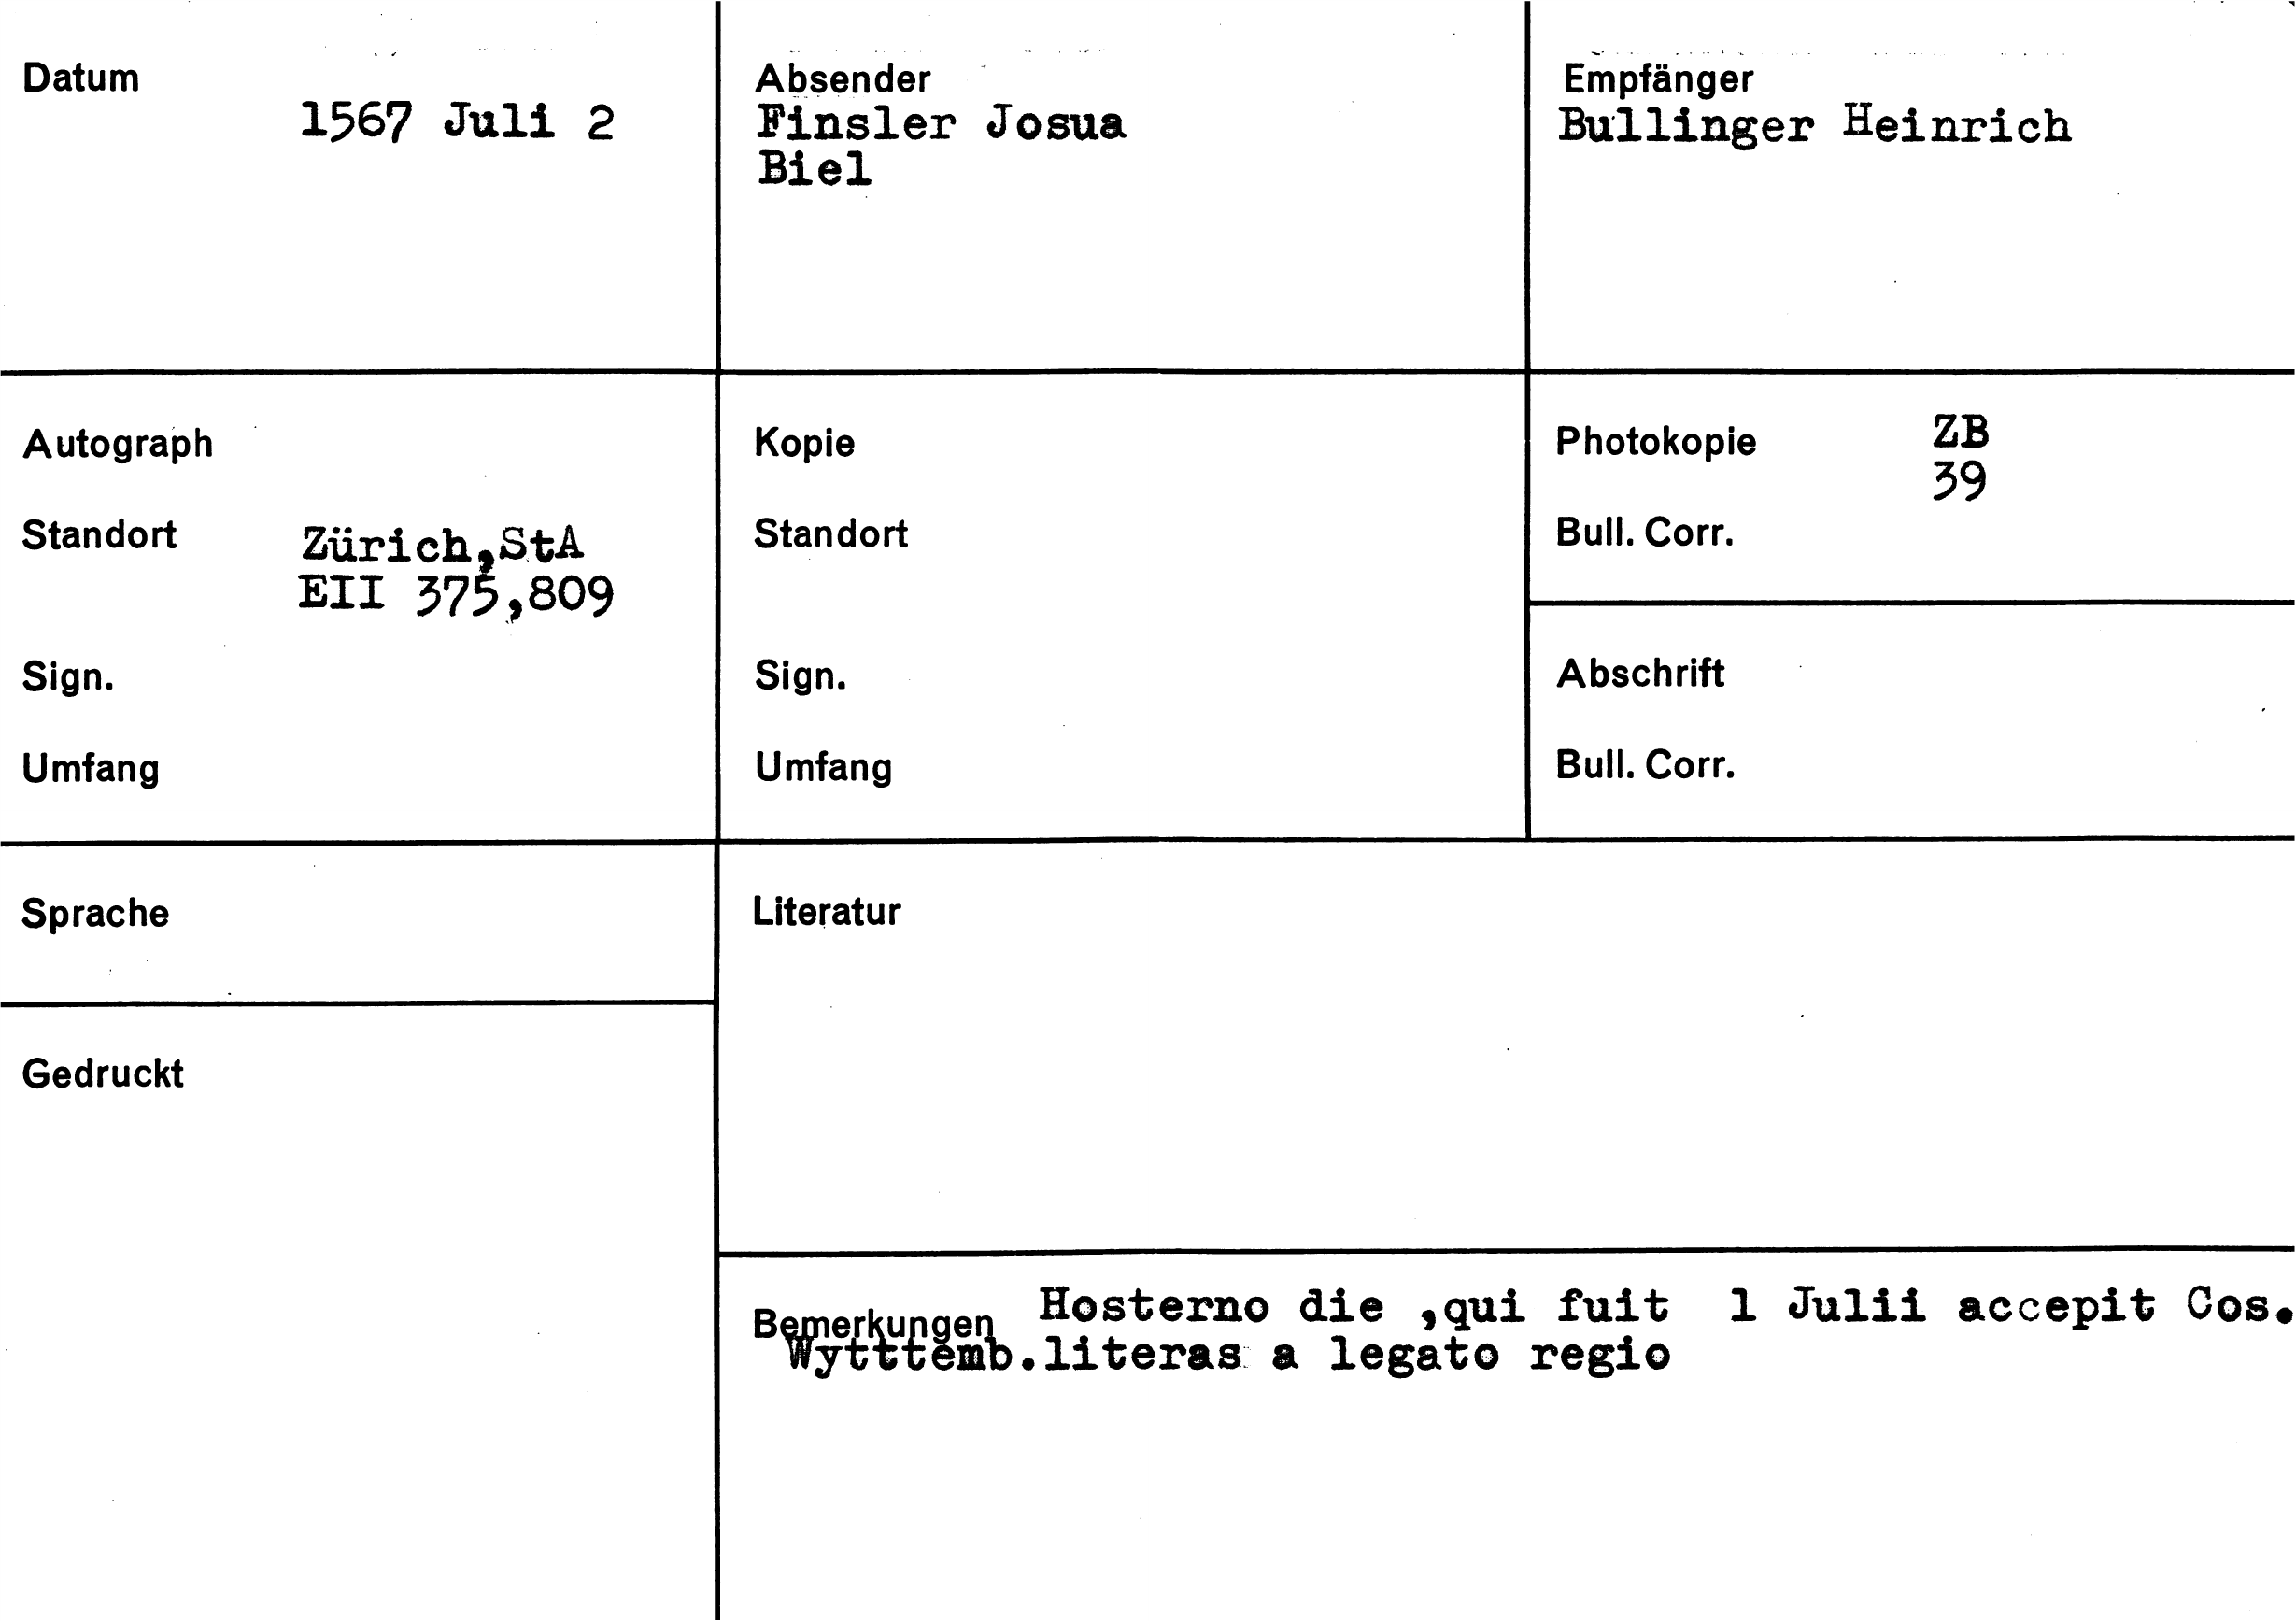 Datum
1567 Juli 2
Absender
Finsler Josua
Biel
Empfänger
Bullinger Heinrich
Autograph
Standort
Zürich,StA
EII 375,809
Sign.
Umfang
Kopie
Standort
Sign.
Umfang
Photokopie ZB
39
Bull. Corr.
Abschrift
Bull. Corr.
Sprache
Gedruckt
Literatur
Bemerkungen Hosterno die ,qui fuit 1 Julii accepit Cos.
Wytttemb.literas a legato regio